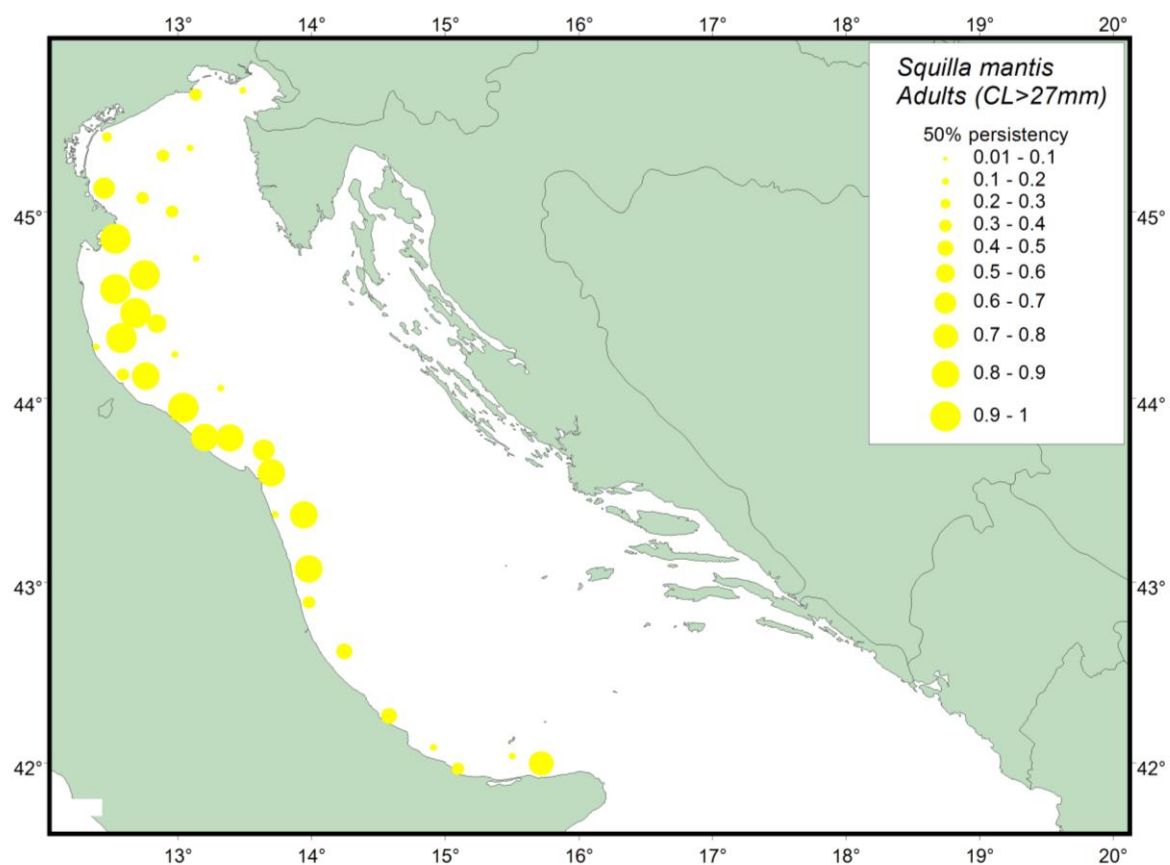 13° 14° 15° 16° 17° 18° 19° 20°
Squilla mantis
Adults (CL>27mm)
50% persistency
0.01 - 0.1
0.1 - 0.2
0.2 - 0.3
0.3 - 0.4
0.4 - 0.5
0.5 - 0.6
0.6 - 0.7
0.7 - 0.8
0.8 - 0.9
0.9 - 1
45° 45°
44° 44°
43° 43°
42° 42°
13° 14° 15° 16° 17° 18° 19° 20°